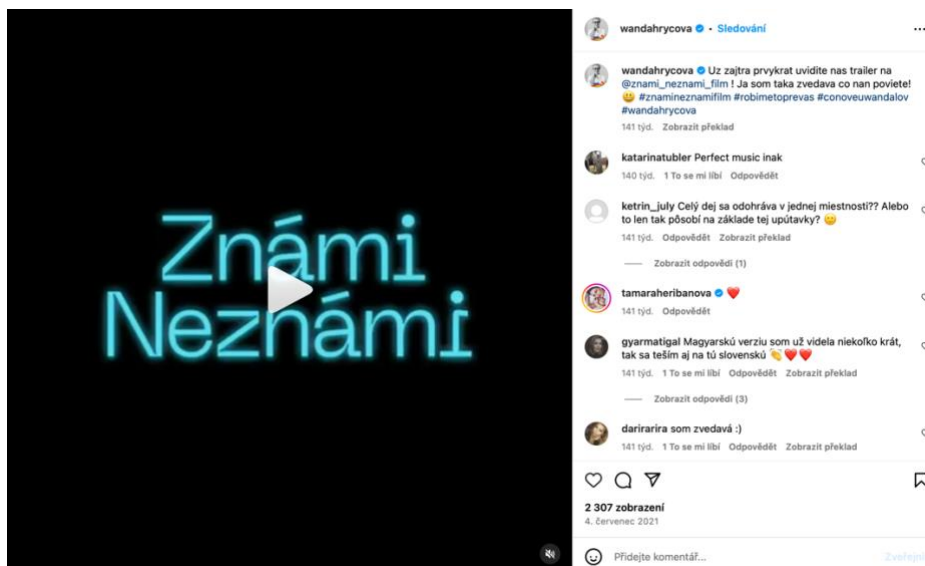 Známi
Neznámi
wandahrycova • Sledování
wandahrycova Uz zajtra prvykrat uvidite nas trailer na
@znami_neznami_film ! Ja som taka zvedava co nan poviete!
😀 #znamineznamifilm #robimetoprevas #conoveuwandalov
#wandahrycova
141 týd. Zobrazit překlad
katarinatubler Perfect music inak
140 týd. 1 To se mi líbí Odpovědět
ketrin_july Celý dej sa odohráva v jednej miestnosti?? Alebo
to len tak pôsobí na základe tej upútavky? 🙂
141 týd. Odpovědět Zobrazit překlad
Zobrazit odpovědi (1)
tamaraheribanova ❤️
141 týd. Odpovědět
gyarmatigal Magyarskú verziu som už videla niekoľko krát,
tak sa teším aj na tú slovenskú 👏❤️❤️
141 týd. 1 To se mi líbí Odpovědět Zobrazit překlad
Zobrazit odpovědi (3)
darirarira som zvedavá :)
141 týd. 1 To se mi líbí Odpovědět Zobrazit překlad
2 307 zobrazení
4. červenec 2021
Přidejte komentář...